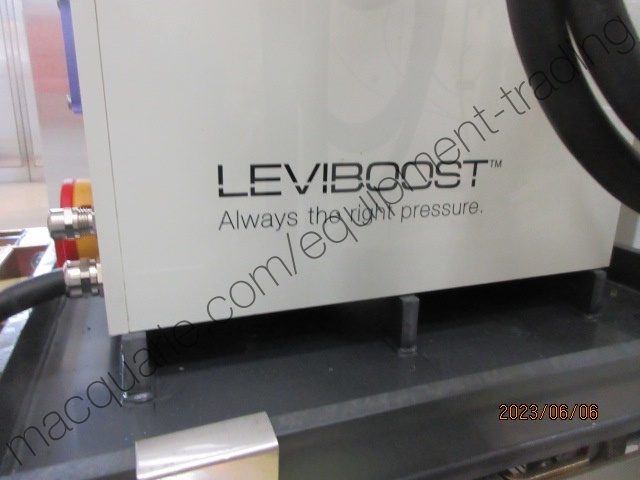 LEVIBOOST™
Always the right pressure.
macquarie.com/equipment-trading
2023/06/06